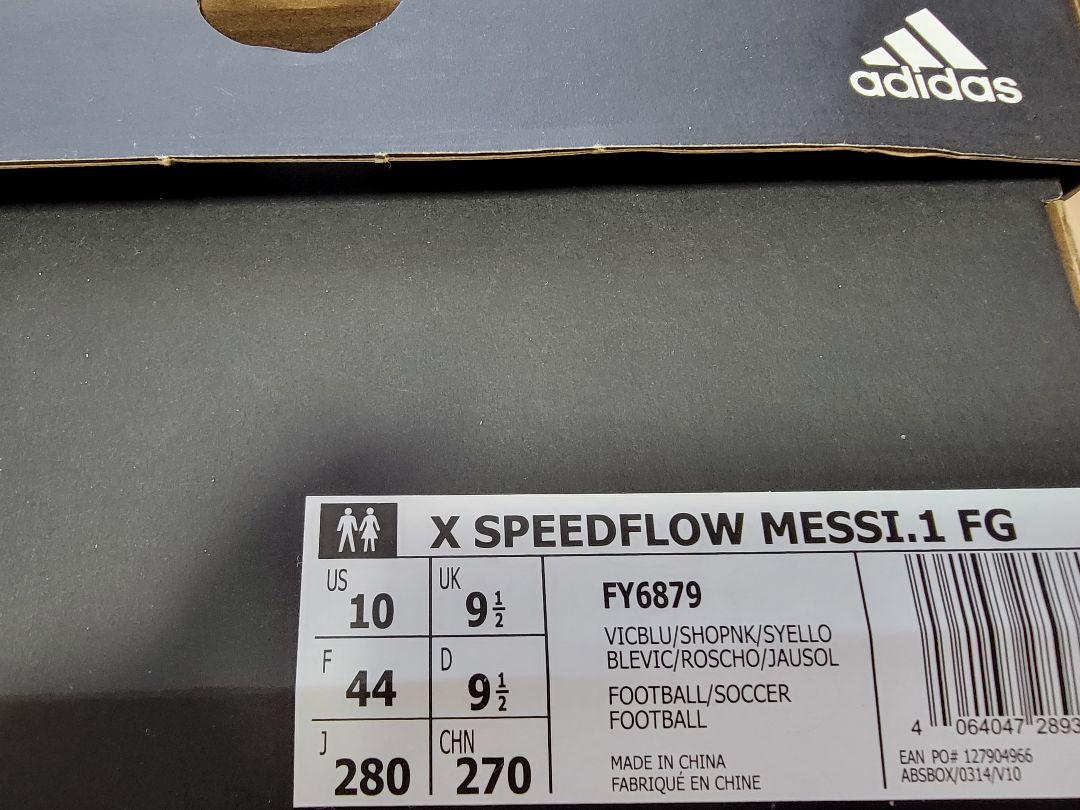 adidas
X SPEEDFLOW MESSI.1 FG
US 10
UK 9 1/2
F 44
D 9 1/2
J 280
CHN 270
FY6879
VICBLU/SHOPNK/SYELLO
BLEVIC/ROSCHO/JAUSOL
FOOTBALL/SOCCER
FOOTBALL
MADE IN CHINA
FABRIQUÉ EN CHINE
4 064047 2893
EAN PO# 127904966
ABSBOX/0314/V10